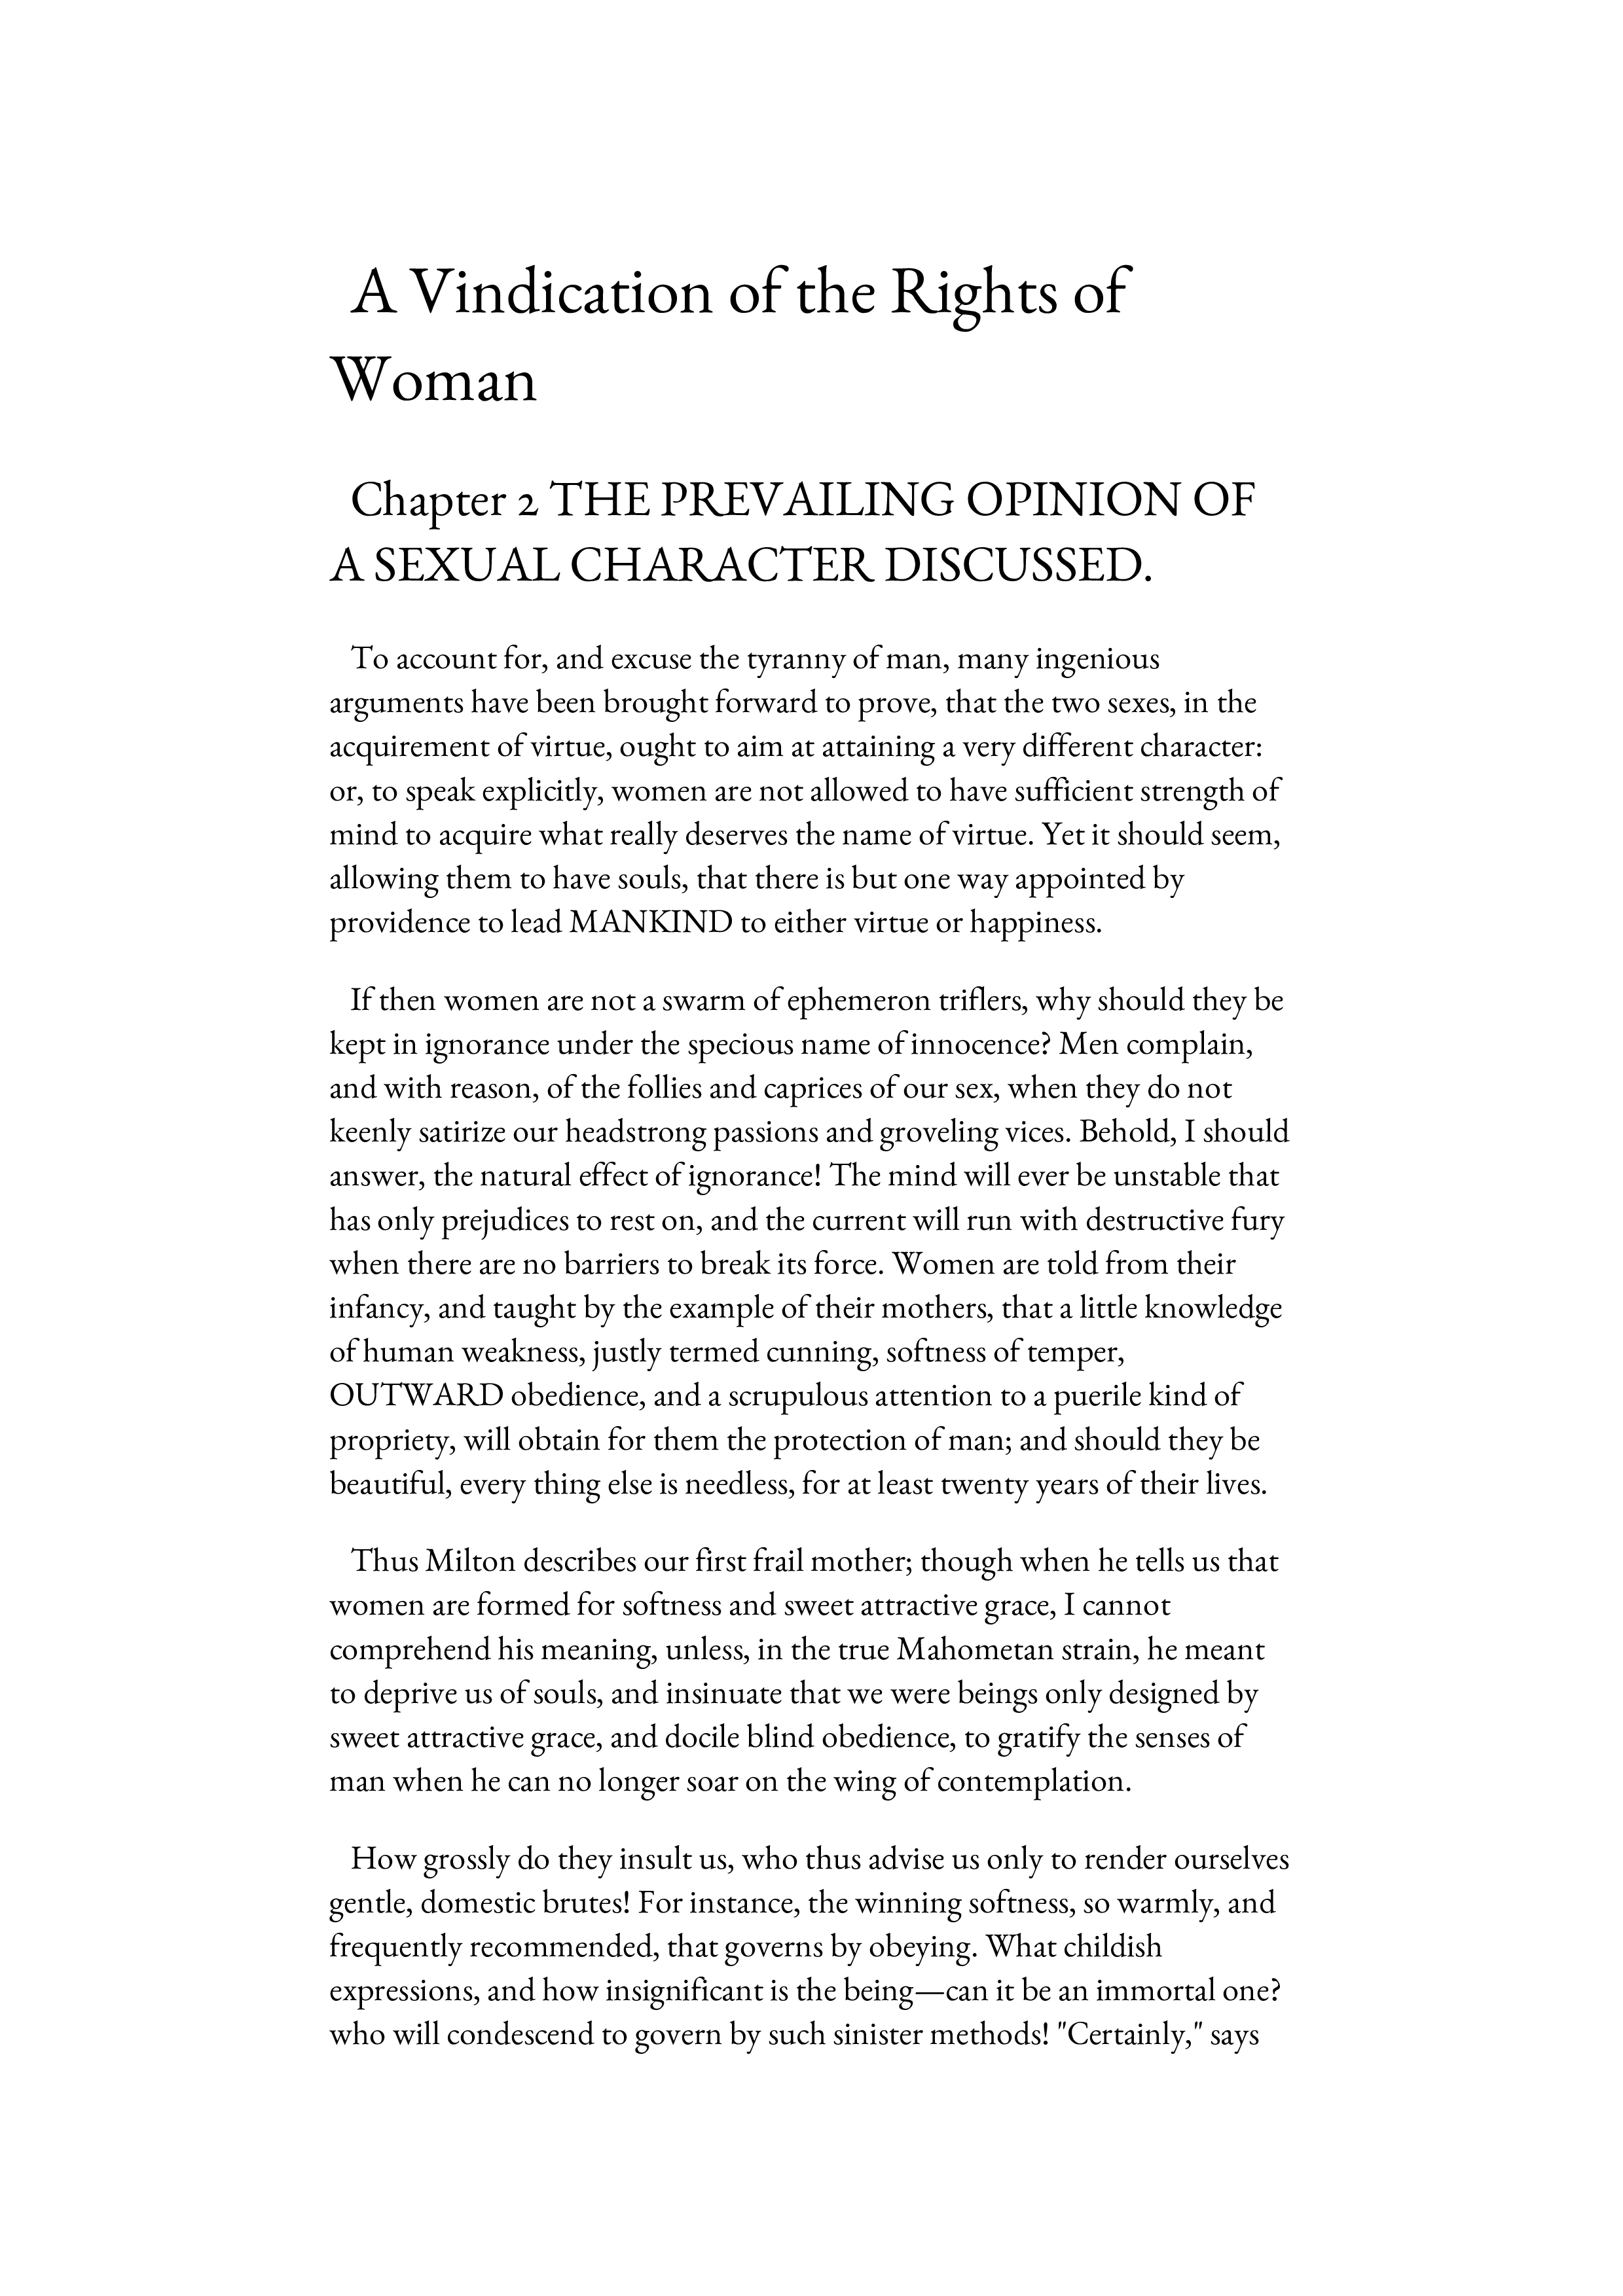 A Vindication of the Rights of
Woman
Chapter 2 THE PREVAILING OPINION OF
A SEXUAL CHARACTER DISCUSSED.
To account for, and excuse the tyranny of man, many ingenious
arguments have been brought forward to prove, that the two sexes, in the
acquirement of virtue, ought to aim at attaining a very different character:
or, to speak explicitly, women are not allowed to have sufficient strength of
mind to acquire what really deserves the name of virtue. Yet it should seem,
allowing them to have souls, that there is but one way appointed by
providence to lead MANKIND to either virtue or happiness.
If then women are not a swarm of ephemeron triflers, why should they be
kept in ignorance under the specious name of innocence? Men complain,
and with reason, of the follies and caprices of our sex, when they do not
keenly satirize our headstrong passions and groveling vices. Behold, I should
answer, the natural effect of ignorance! The mind will ever be unstable that
has only prejudices to rest on, and the current will run with destructive fury
when there are no barriers to break its force. Women are told from their
infancy, and taught by the example of their mothers, that a little knowledge
of human weakness, justly termed cunning, softness of temper,
OUTWARD obedience, and a scrupulous attention to a puerile kind of
propriety, will obtain for them the protection of man; and should they be
beautiful, every thing else is needless, for at least twenty years of their lives.
Thus Milton describes our first frail mother; though when he tells us that
women are formed for softness and sweet attractive grace, I cannot
comprehend his meaning, unless, in the true Mahometan strain, he meant
to deprive us of souls, and insinuate that we were beings only designed by
sweet attractive grace, and docile blind obedience, to gratify the senses of
man when he can no longer soar on the wing of contemplation.
How grossly do they insult us, who thus advise us only to render ourselves
gentle, domestic brutes! For instance, the winning softness, so warmly, and
frequently recommended, that governs by obeying. What childish
expressions, and how insignificant is the being—can it be an immortal one?
who will condescend to govern by such sinister methods! "Certainly," says